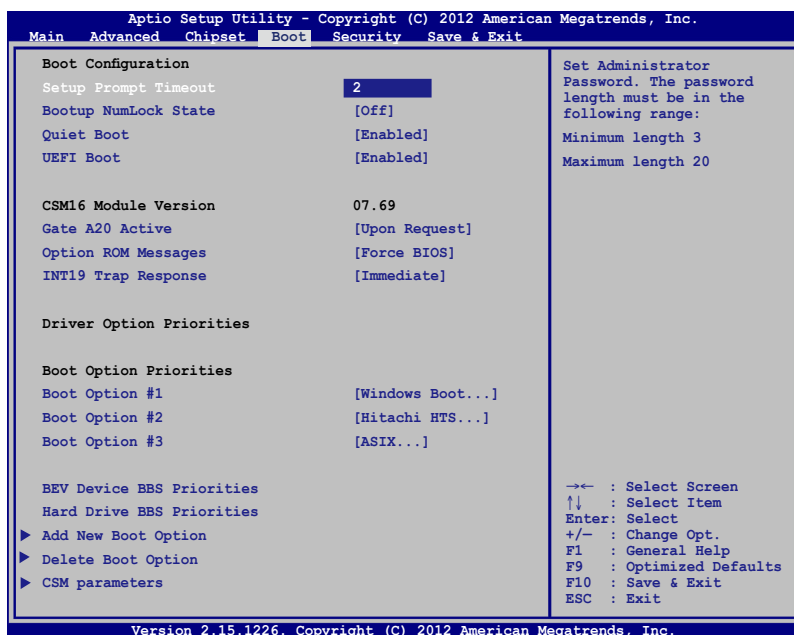 Aptio Setup Utility - Copyright (C) 2012 American Megatrends, Inc.
Main Advanced Chipset Boot Security Save & Exit
Boot Configuration
Setup Prompt Timeout 2
Bootup NumLock State [Off]
Quiet Boot [Enabled]
UEFI Boot [Enabled]
CSM16 Module Version 07.69
Gate A20 Active [Upon Request]
Option ROM Messages [Force BIOS]
INT19 Trap Response [Immediate]
Driver Option Priorities
Boot Option Priorities
Boot Option #1 [Windows Boot...]
Boot Option #2 [Hitachi HTS...]
Boot Option #3 [ASIX...]
BEV Device BBS Priorities
Hard Drive BBS Priorities
▶ Add New Boot Option
▶ Delete Boot Option
▶ CSM parameters
Set Administrator
Password. The password
length must be in the
following range:
Minimum length 3
Maximum length 20
→← : Select Screen
↑↓ : Select Item
Enter: Select
+/— : Change Opt.
F1 : General Help
F9 : Optimized Defaults
F10 : Save & Exit
ESC : Exit
Version 2.15.1226. Copyright (C) 2012 American Megatrends, Inc.